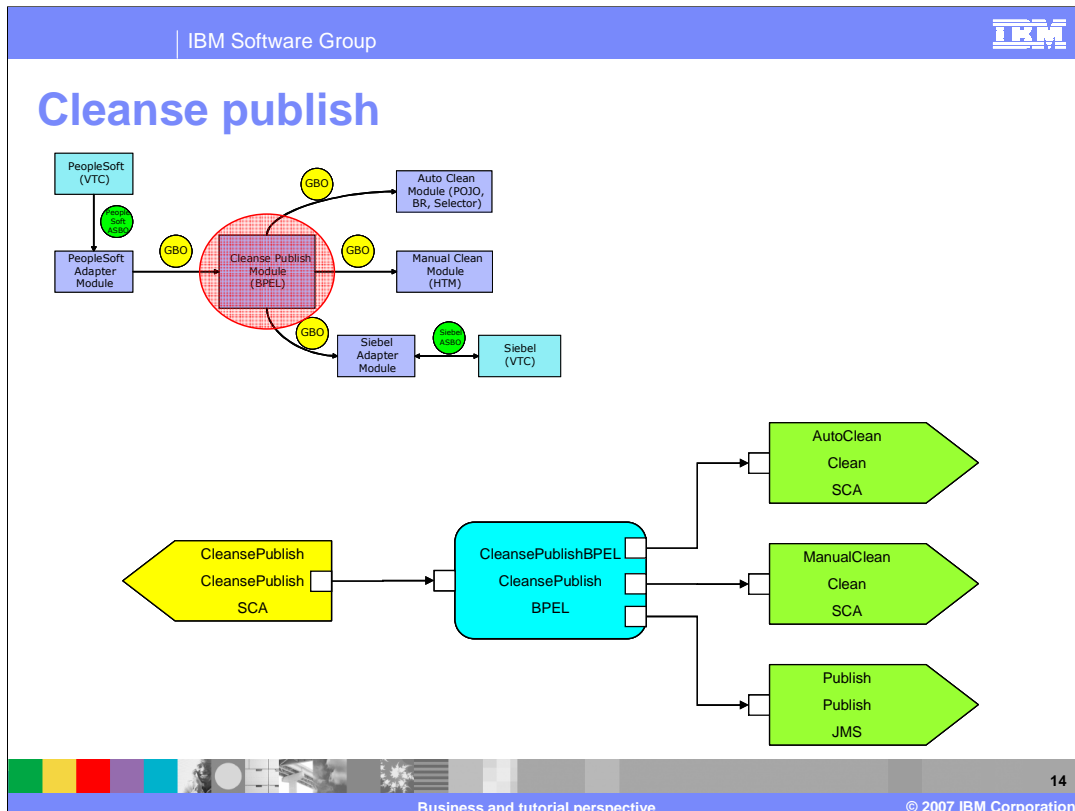 IBM Software Group
IBM
Cleanse publish
PeopleSoft
(VTC)
People
Soft
ASBO
PeopleSoft
Adapter
Module
GBO
GBO
Auto Clean
Module (POJO,
BR, Selector)
Cleanse Publish
Module
(BPEL)
GBO
Manual Clean
Module
(HTM)
GBO
Siebel
Adapter
Module
Siebel
ASBO
Siebel
(VTC)
CleansePublish
CleansePublish
SCA
CleansePublishBPEL
CleansePublish
BPEL
AutoClean
Clean
SCA
ManualClean
Clean
SCA
Publish
Publish
JMS
14
Business and tutorial perspective
© 2007 IBM Corporation